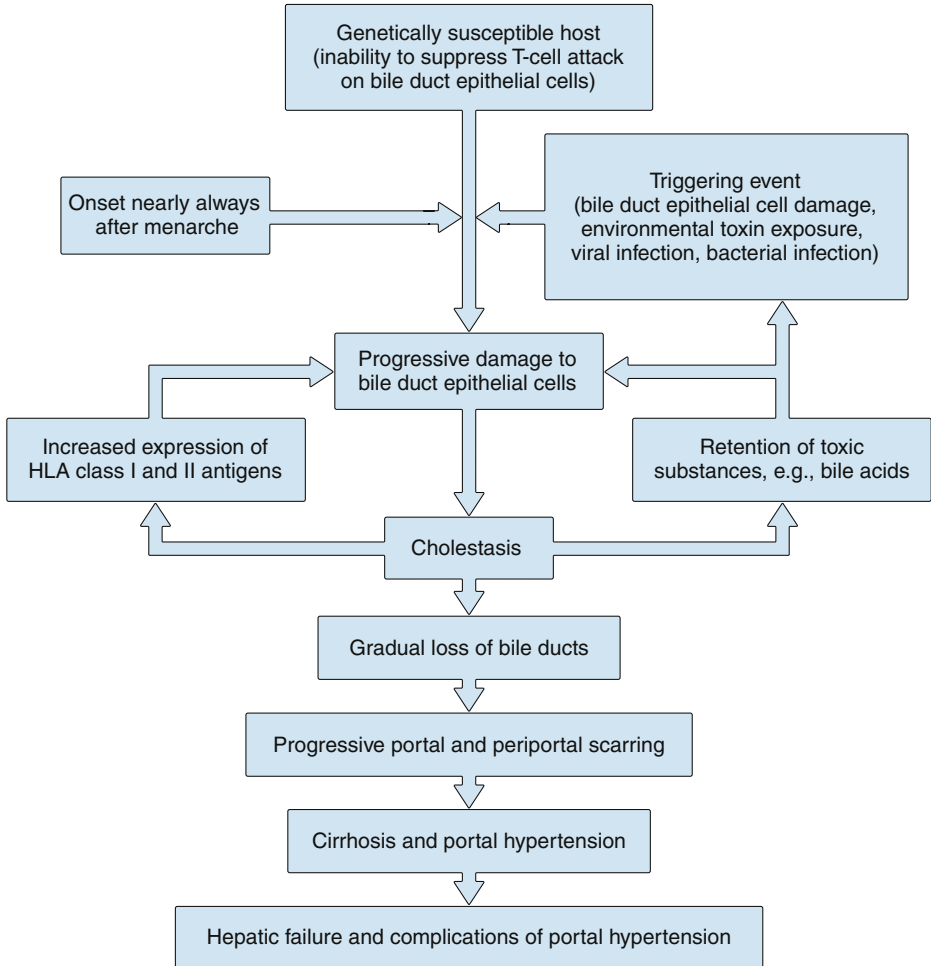 Genetically susceptible host
(inability to suppress T-cell attack
on bile duct epithelial cells)
Onset nearly always
after menarche
Triggering event
(bile duct epithelial cell damage,
environmental toxin exposure,
viral infection, bacterial infection)
Progressive damage to
bile duct epithelial cells
Increased expression of
HLA class I and II antigens
Retention of toxic
substances, e.g., bile acids
Cholestasis
Gradual loss of bile ducts
Progressive portal and periportal scarring
Cirrhosis and portal hypertension
Hepatic failure and complications of portal hypertension